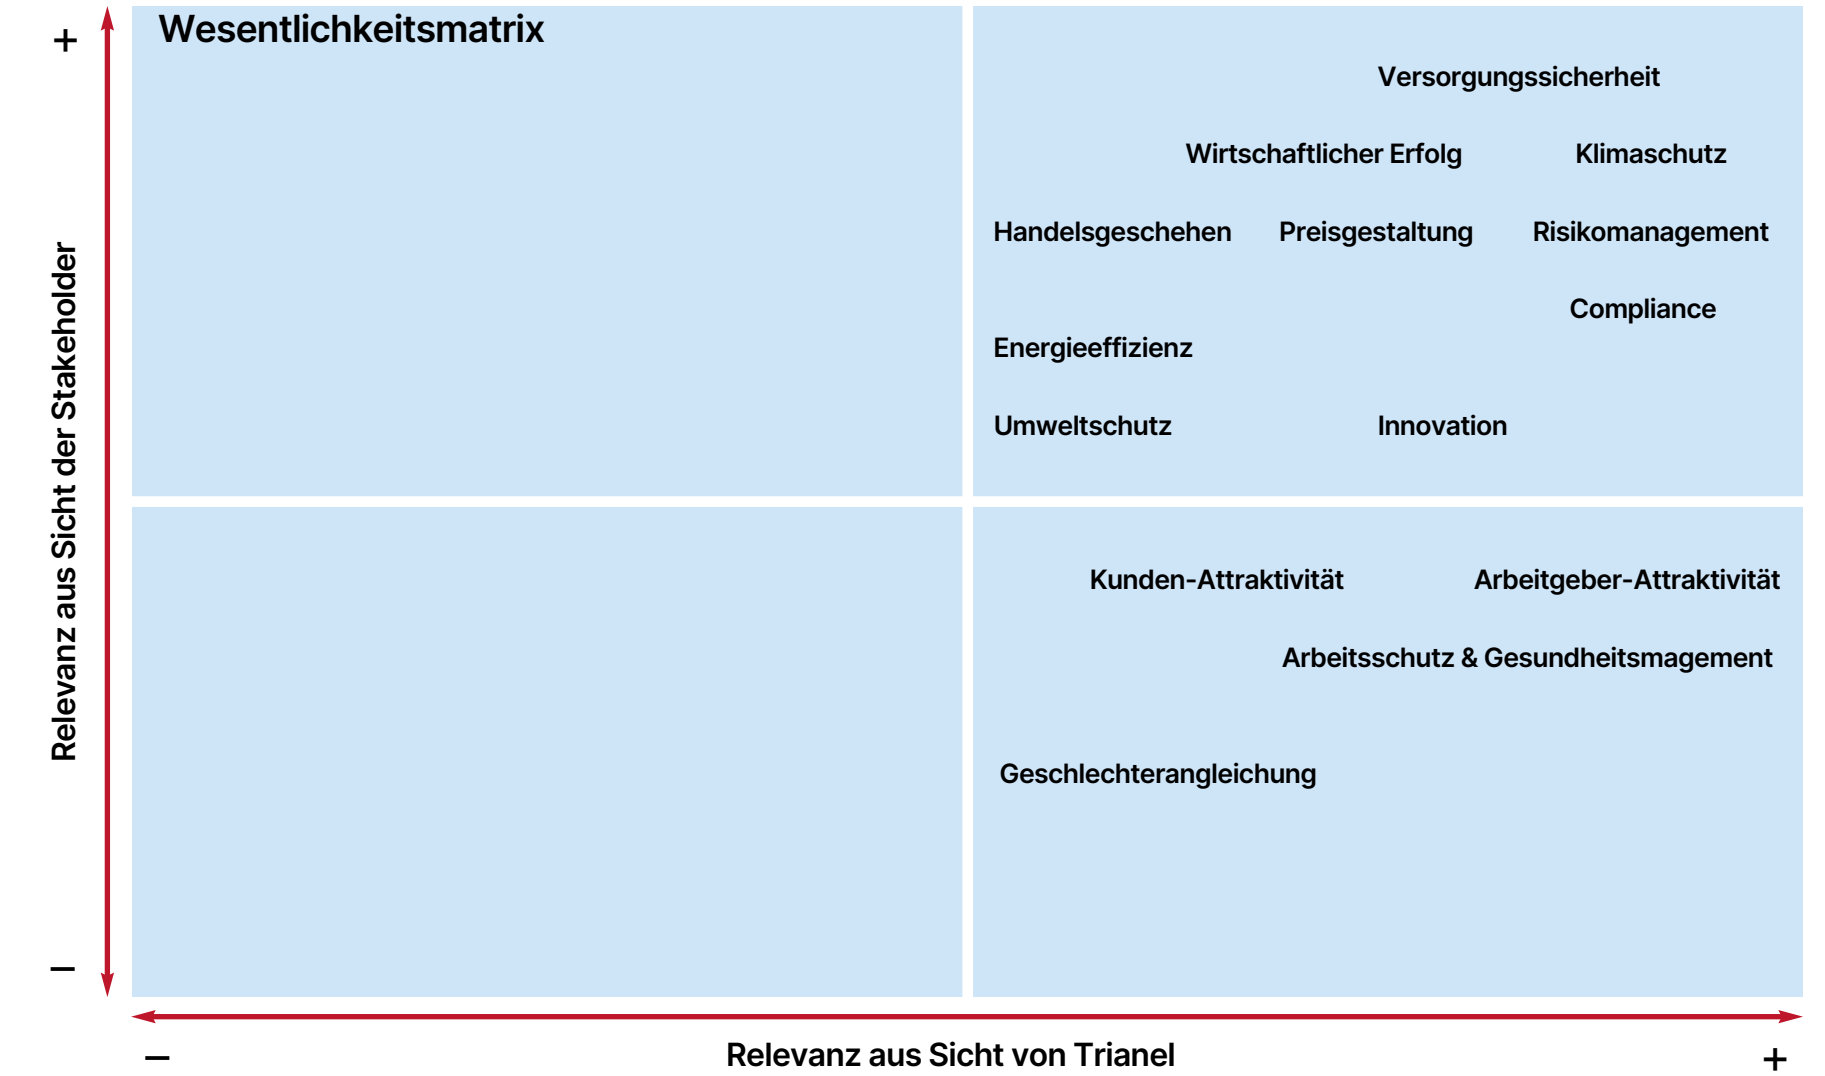 Wesentlichkeitsmatrix
+
Versorgungssicherheit
Wirtschaftlicher Erfolg
Klimaschutz
Handelsgeschehen
Preisgestaltung
Risikomanagement
Compliance
Energieeffizienz
Umweltschutz
Innovation
Relevanz aus Sicht der Stakeholder
Kunden-Attraktivität
Arbeitgeber-Attraktivität
Arbeitsschutz & Gesundheitsmagement
Geschlechterangleichung
–
–
Relevanz aus Sicht von Trianel
+